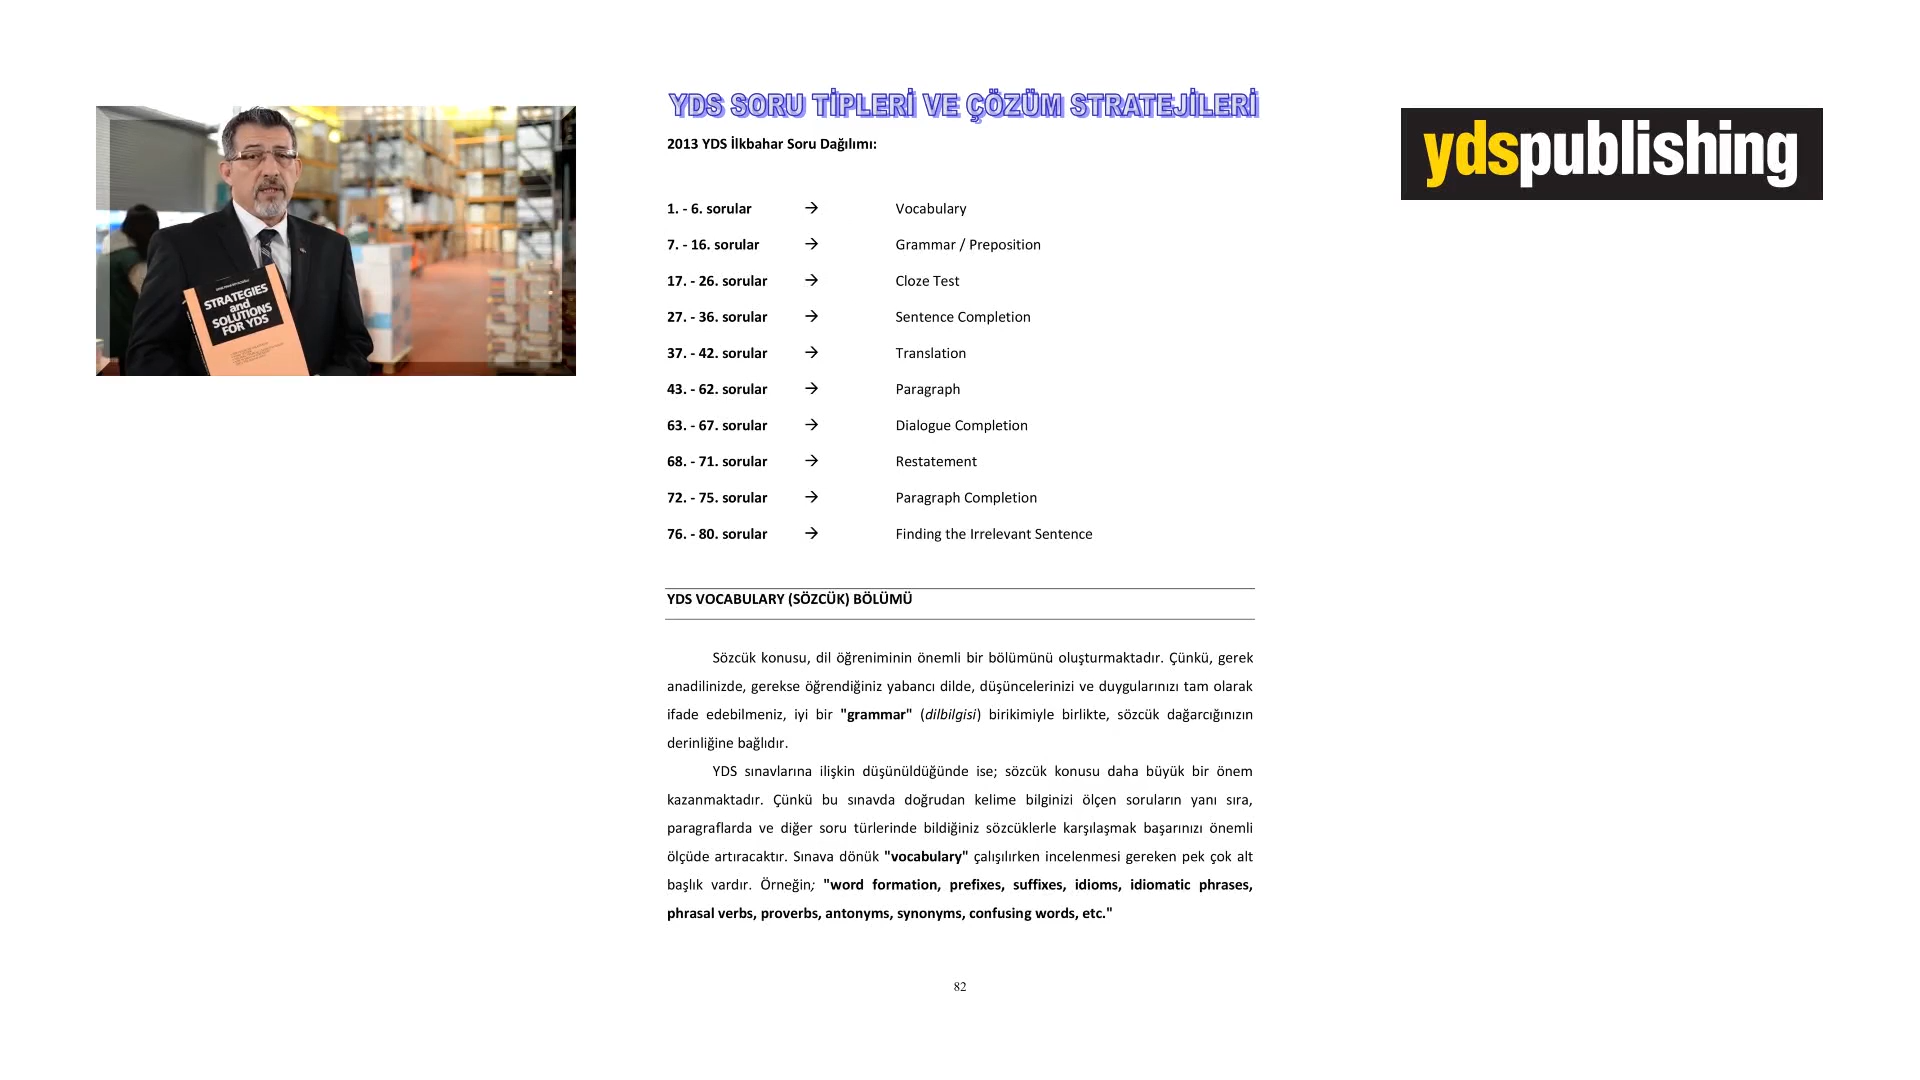 STRATEGIES
and
SOLUTIONS
FOR YDS
YDS SORU TİPLERİ VE ÇÖZÜM STRATEJİLERİ
2013 YDS İlkbahar Soru Dağılımı:
1. - 6. sorular → Vocabulary
7. - 16. sorular → Grammar / Preposition
17. - 26. sorular → Cloze Test
27. - 36. sorular → Sentence Completion
37. - 42. sorular → Translation
43. - 62. sorular → Paragraph
63. - 67. sorular → Dialogue Completion
68. - 71. sorular → Restatement
72. - 75. sorular → Paragraph Completion
76. - 80. sorular → Finding the Irrelevant Sentence
YDS VOCABULARY (SÖZCÜK) BÖLÜMÜ
Sözcük konusu, dil öğreniminin önemli bir bölümünü oluşturmaktadır. Çünkü, gerek
anadilinizde, gerekse öğrendiğiniz yabancı dilde, düşüncelerinizi ve duygularınızı tam olarak
ifade edebilmeniz, iyi bir "grammar" (dilbilgisi) birikimiyle birlikte, sözcük dağarcığınızın
derinliğine bağlıdır.
YDS sınavlarına ilişkin düşünüldüğünde ise; sözcük konusu daha büyük bir önem
kazanmaktadır. Çünkü bu sınavda doğrudan kelime bilginizi ölçen soruların yanı sıra,
paragraflarda ve diğer soru türlerinde bildiğiniz sözcüklerle karşılaşmak başarınızı önemli
ölçüde artıracaktır. Sınava dönük "vocabulary" çalışılırken incelenmesi gereken pek çok alt
başlık vardır. Örneğin; "word formation, prefixes, suffixes, idioms, idiomatic phrases,
phrasal verbs, proverbs, antonyms, synonyms, confusing words, etc."
82
ydspublishing